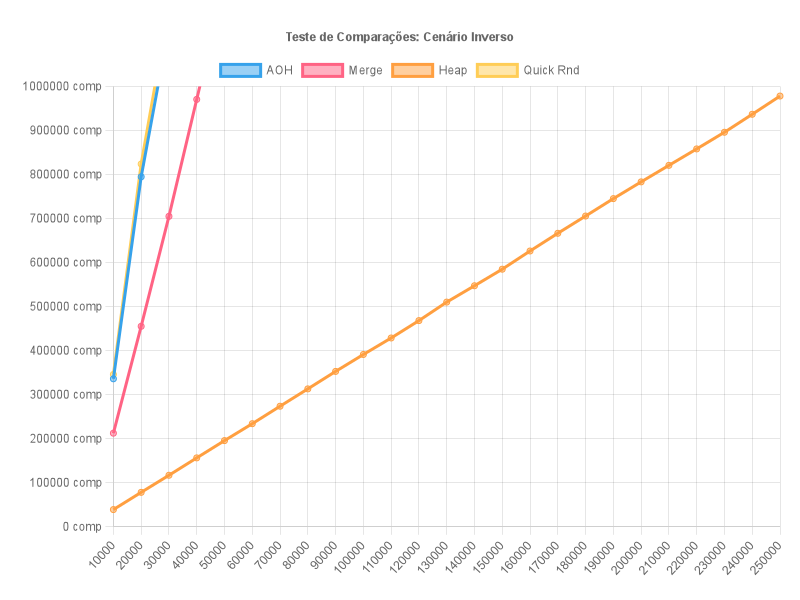 Teste de Comparações: Cenário Inverso
AOH Merge Heap Quick Rnd
1000000 comp
900000 comp
800000 comp
700000 comp
600000 comp
500000 comp
400000 comp
300000 comp
200000 comp
100000 comp
0 comp
10000 20000 30000 40000 50000 60000 70000 80000 90000 100000 110000 120000 130000 140000 150000 160000 170000 180000 190000 200000 210000 220000 230000 240000 250000